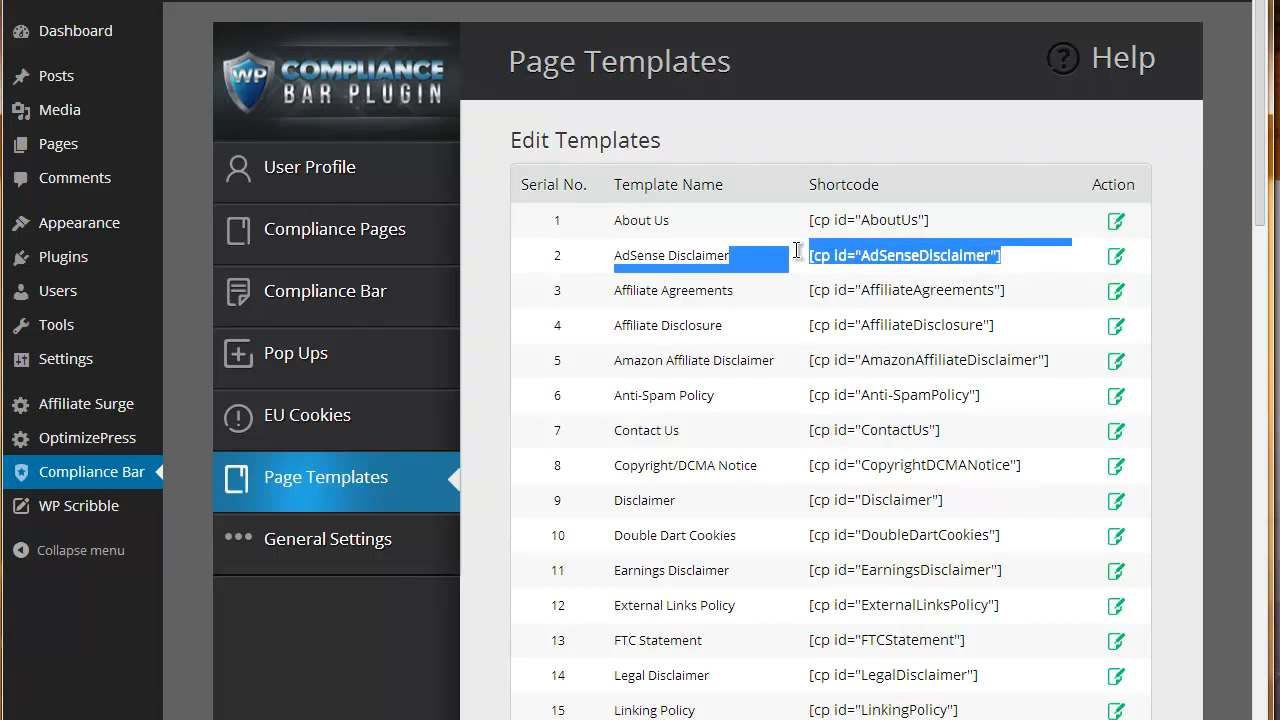 Dashboard
Posts
Media
Pages
Comments
Appearance
Plugins
Users
Tools
Settings
Affiliate Surge
OptimizePress
Compliance Bar
WP Scribble
Collapse menu
WP COMPLIANCE
BAR PLUGIN
User Profile
Compliance Pages
Compliance Bar
Pop Ups
EU Cookies
Page Templates
General Settings
Page Templates
? Help
Edit Templates
Serial No. Template Name Shortcode Action
1 About Us [cp id="AboutUs"]
2 AdSense Disclaimer [cp id="AdSenseDisclaimer"]
3 Affiliate Agreements [cp id="AffiliateAgreements"]
4 Affiliate Disclosure [cp id="AffiliateDisclosure"]
5 Amazon Affiliate Disclaimer [cp id="AmazonAffiliateDisclaimer"]
6 Anti-Spam Policy [cp id="Anti-SpamPolicy"]
7 Contact Us [cp id="ContactUs"]
8 Copyright/DCMA Notice [cp id="CopyrightDCMANotice"]
9 Disclaimer [cp id="Disclaimer"]
10 Double Dart Cookies [cp id="DoubleDartCookies"]
11 Earnings Disclaimer [cp id="EarningsDisclaimer"]
12 External Links Policy [cp id="ExternalLinksPolicy"]
13 FTC Statement [cp id="FTCStatement"]
14 Legal Disclaimer [cp id="LegalDisclaimer"]
15 Linking Policy [cp id="LinkingPolicy"]